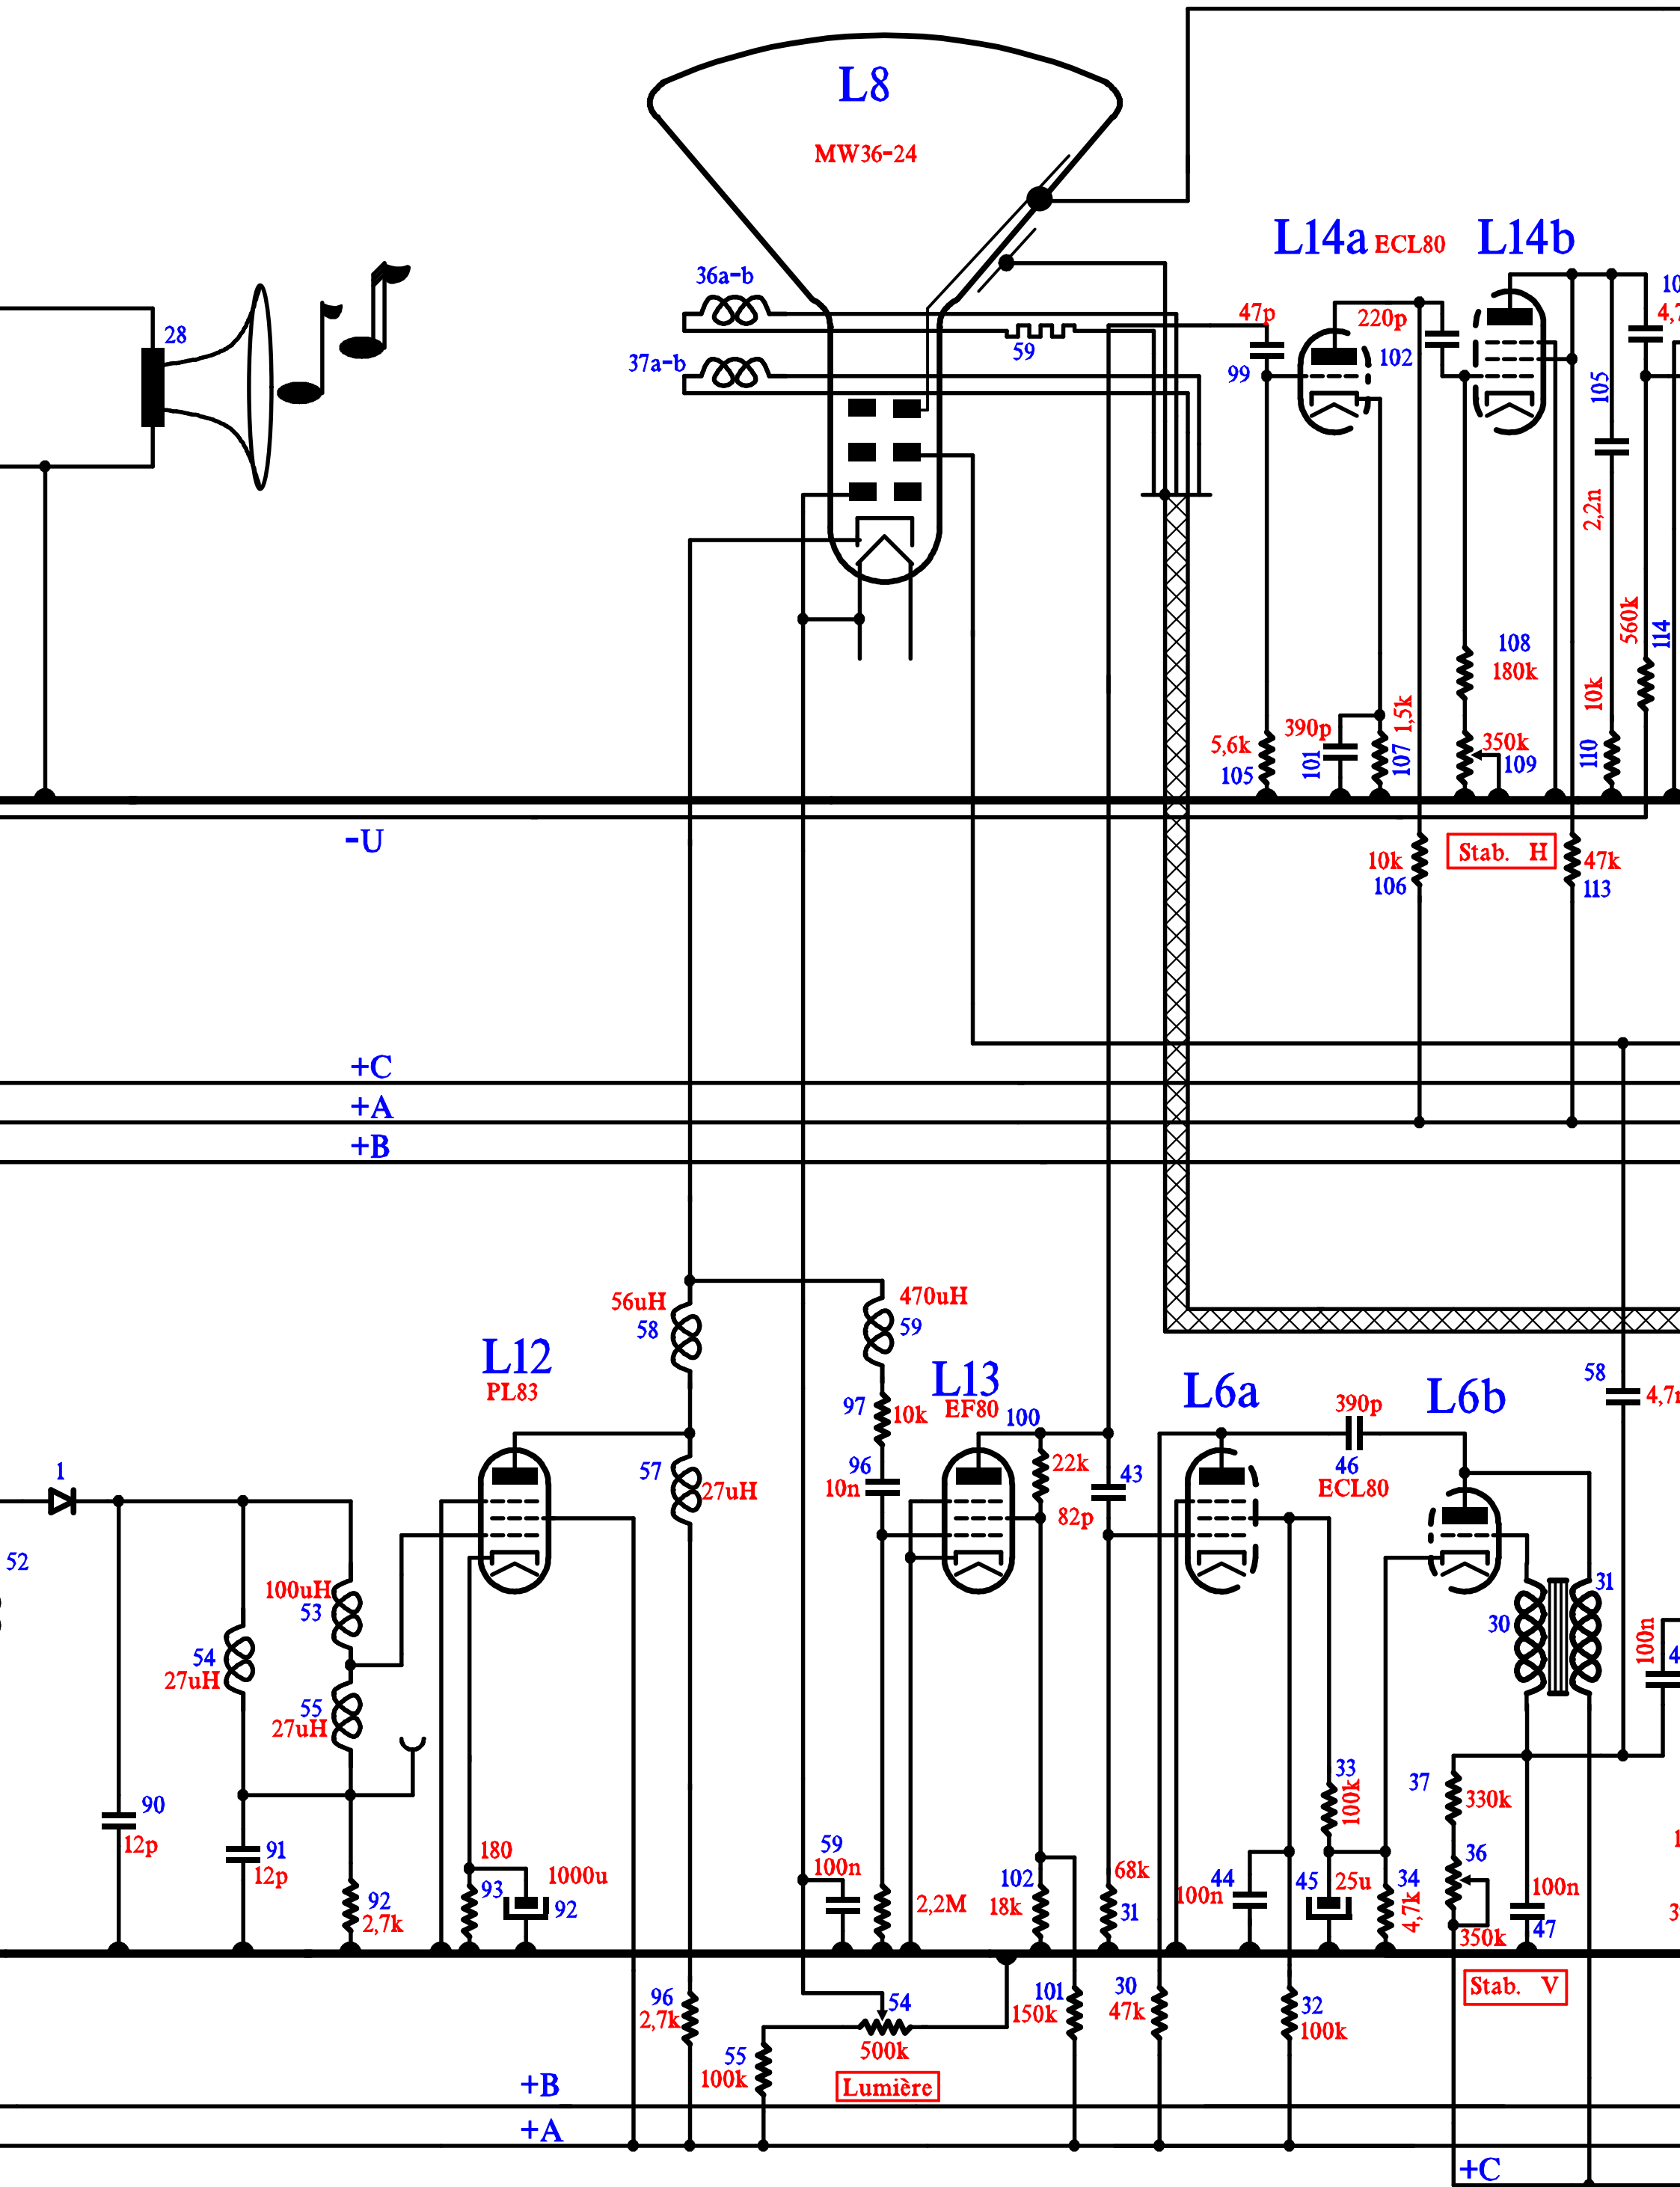 L8
MW36-24
L14a ECL80 L14b
36a-b
37a-b
59
28
47p
99
220p
102
105
2,2n
560k
114
108
180k
10k
110
350k
109
390p
101
1,5k
107
5,6k
105
-U
10k
106
Stab. H
47k
113
+C
+A
+B
56uH
58
470uH
59
L12
PL83
L13
EF80
100
97
10k
96
10n
22k
43
82p
L6a
390p
46
ECL80
L6b
58
57
27uH
1
52
100uH
53
54
27uH
55
27uH
31
30
100n
37
330k
33
100k
36
350k
90
12p
91
12p
92
2,7k
180
93
1000u
92
59
100n
2,2M
102
18k
68k
31
44
100n
45
25u
34
4,7k
100n
47
Stab. V
96
2,7k
54
500k
55
100k
Lumière
101
150k
30
47k
32
100k
+B
+A
+C